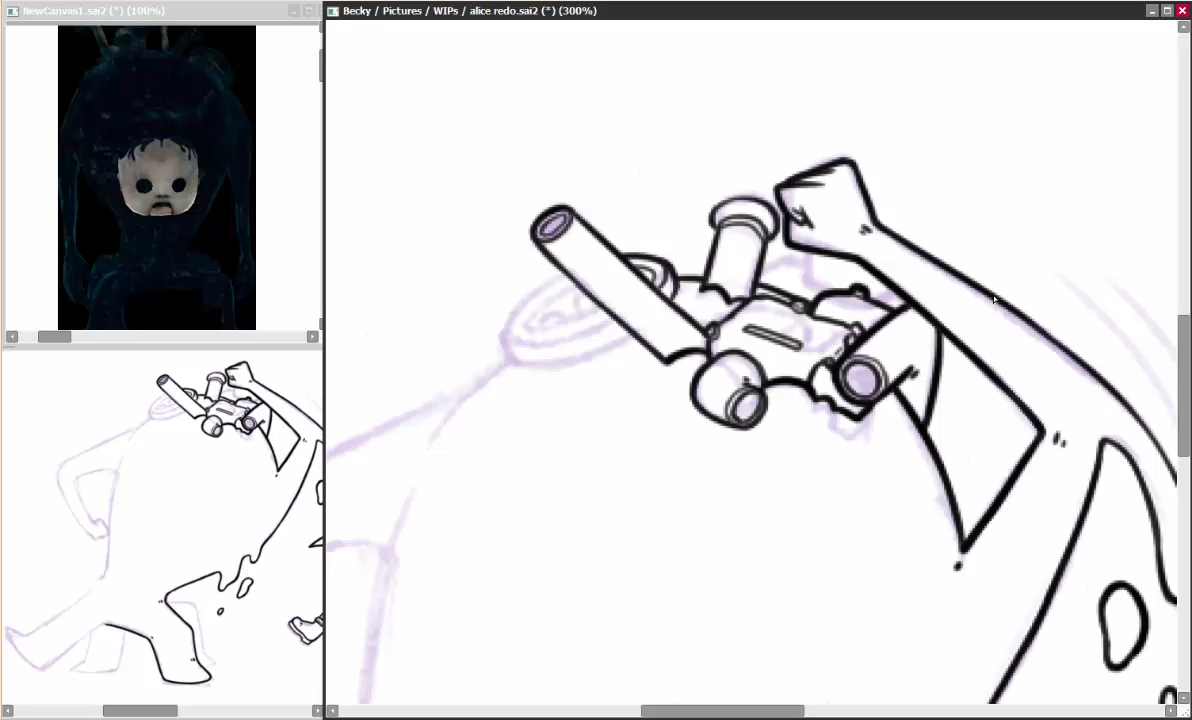 NewCanvas1.sai2 (*) (100%)
Becky / Pictures / WIPs / alice redo.sai2 (*) (300%)